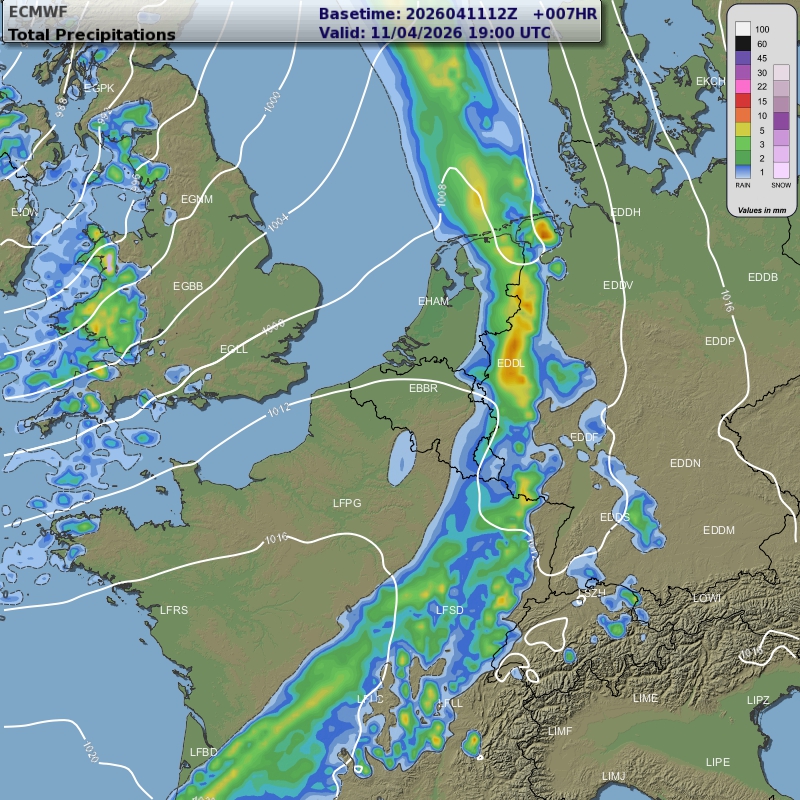 ECMWF
Basetime: 2026041112Z +007HR
Total Precipitations
Valid: 11/04/2026 19:00 UTC
100
60
45
30
22
15
10
5
3
2
1
RAIN
SNOW
Values in mm
EGPK
EKCH
988
1000
1008
EGNM
EDDH
1004
EGBB
EDDV
EDDB
EHAM
1016
EGLL
1008
EDDP
EDDL
EBBR
1012
EDDF
EDDN
LFPG
EDDS
EDDM
1016
LSZH
LOWI
LFRS
LFSD
1016
LFLC
LFLL
LIME
LIPZ
LIMF
1020
LFBD
LIPE
LIMJ